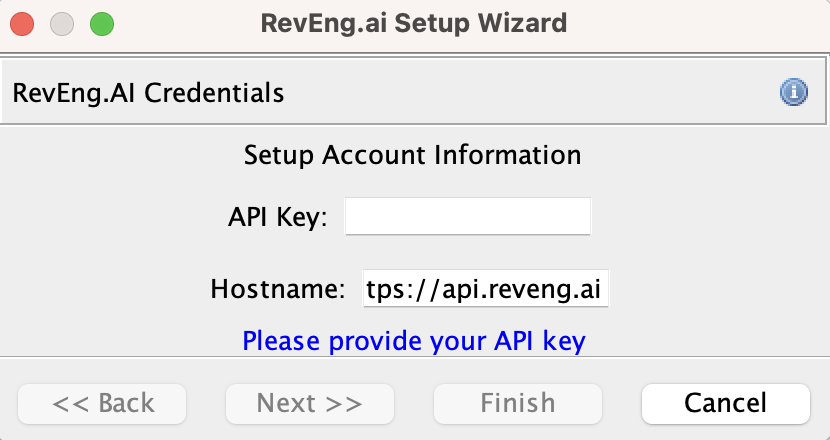 RevEng.ai Setup Wizard
RevEng.AI Credentials
Setup Account Information
API Key:
Hostname: tps://api.reveng.ai
Please provide your API key
<< Back Next >> Finish Cancel